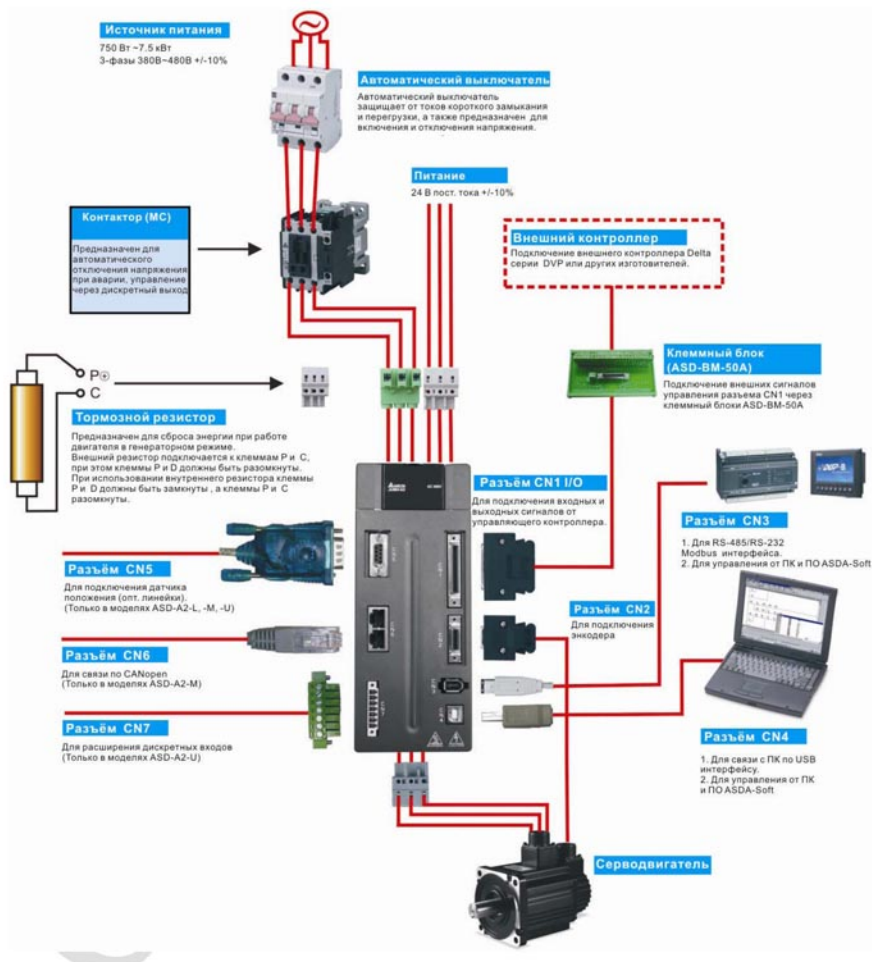 Источник питания
750 Вт ~7.5 кВт
3-фазы 380В~480В +/-10%
Автоматический выключатель
Автоматический выключатель
защищает от токов короткого замыкания
и перегрузки, а также предназначен для
включения и отключения напряжения.
Питание
24 В пост. тока +/-10%
Контактор (МС)
Предназначен для
автоматического
отключения напряжения
при аварии, управление
через дискретный выход
Внешний контроллер
Подключение внешнего контроллера Delta
серии DVP или других изготовителей.
P⊕
C
Клеммный блок
(ASD-BM-50A)
Подключение внешних сигналов
управления разъема CN1 через
клеммный блоки ASD-BM-50A
Тормозной резистор
Предназначен для сброса энергии при работе
двигателя в генераторном режиме.
Внешний резистор подключается к клеммам P и C,
при этом клеммы P и D должны быть разомкнуты.
При использовании внутреннего резистора клеммы
P и D должны быть замкнуты, а клеммы P и C
разомкнуты.
Разъём CN1 I/O
Для подключения входных и
выходных сигналов от
управляющего контроллера.
Разъём CN3
1. Для RS-485/RS-232
Modbus интерфейса.
2. Для управления от ПК и ПО ASDA-Soft
Разъём CN5
Для подключения датчика
положения (опт. линейки).
(Только в моделях ASD-A2-L, -M, -U)
Разъём CN2
Для подключения
энкодера
Разъём CN6
Для связи по CANopen
(Только в моделях ASD-A2-M)
Разъём CN7
Для расширения дискретных входов
(Только в моделях ASD-A2-U)
Разъём CN4
1. Для связи с ПК по USB
интерфейсу.
2. Для управления от ПК
и ПО ASDA-Soft
Серводвигатель